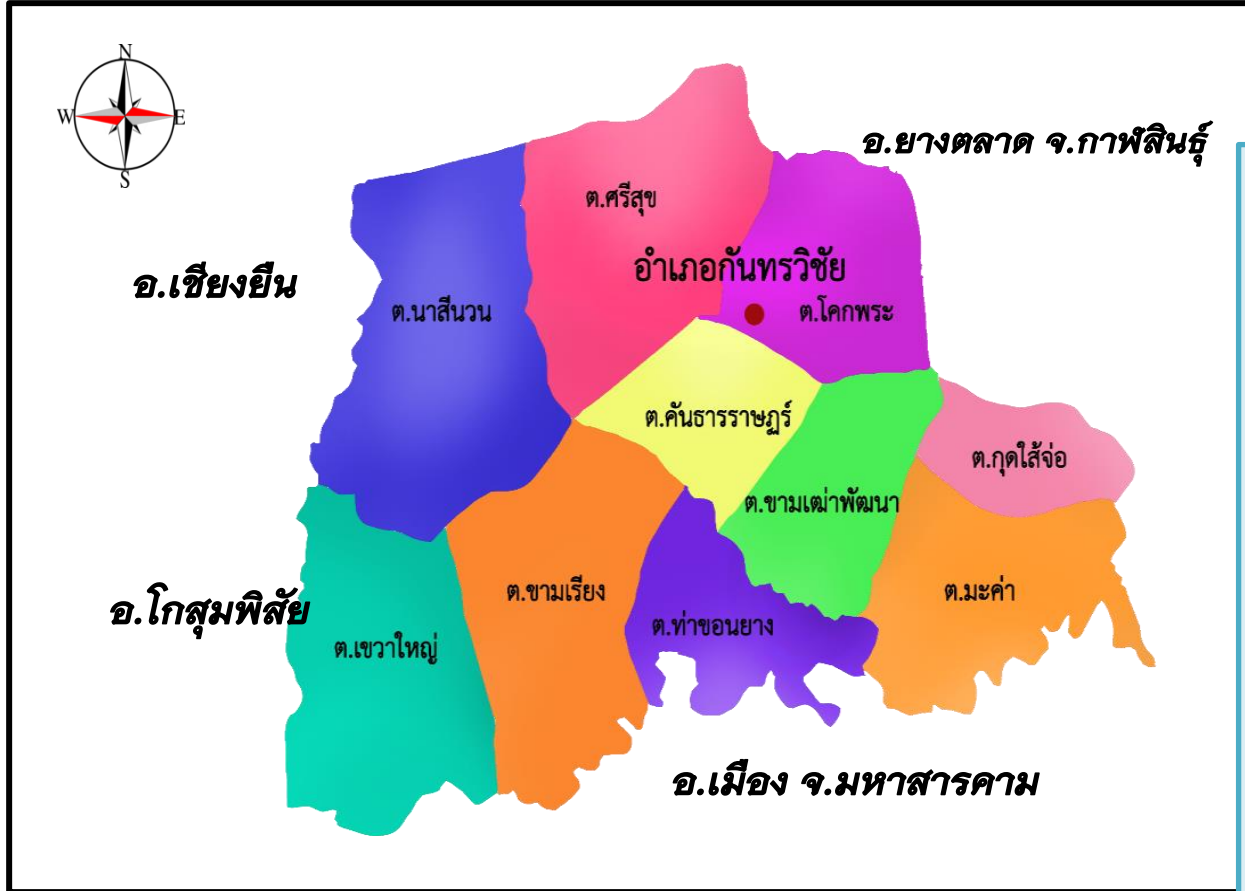 N
W E
S
อ.ยางตลาด จ.กาฬสินธุ์
ต.ศรีสุข
อำเภอกันทรวิชัย
อ.เชียงยืน
ต.นาสีนวน
ต.โคกพระ
ต.คันธารราษฎร์
ต.กุดใส้จ่อ
ต.ขามเฒ่าพัฒนา
ต.ขามเรียง
ต.มะค่า
อ.โกสุมพิสัย
ต.ท่าขอนยาง
ต.เขวาใหญ่
อ.เมือง จ.มหาสารคาม